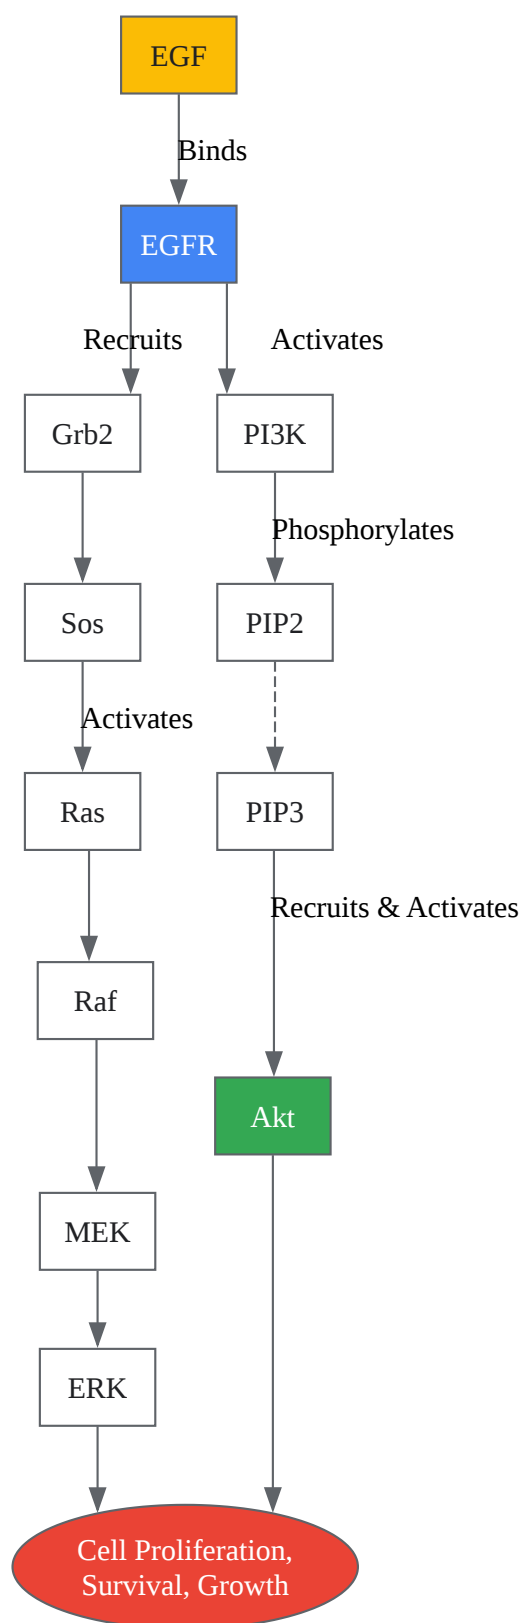 EGF
Binds
EGFR
Recruits
Activates
Grb2
PI3K
Phosphorylates
Sos
PIP2
Activates
Ras
PIP3
Recruits & Activates
Raf
Akt
MEK
ERK
Cell Proliferation,
Survival, Growth